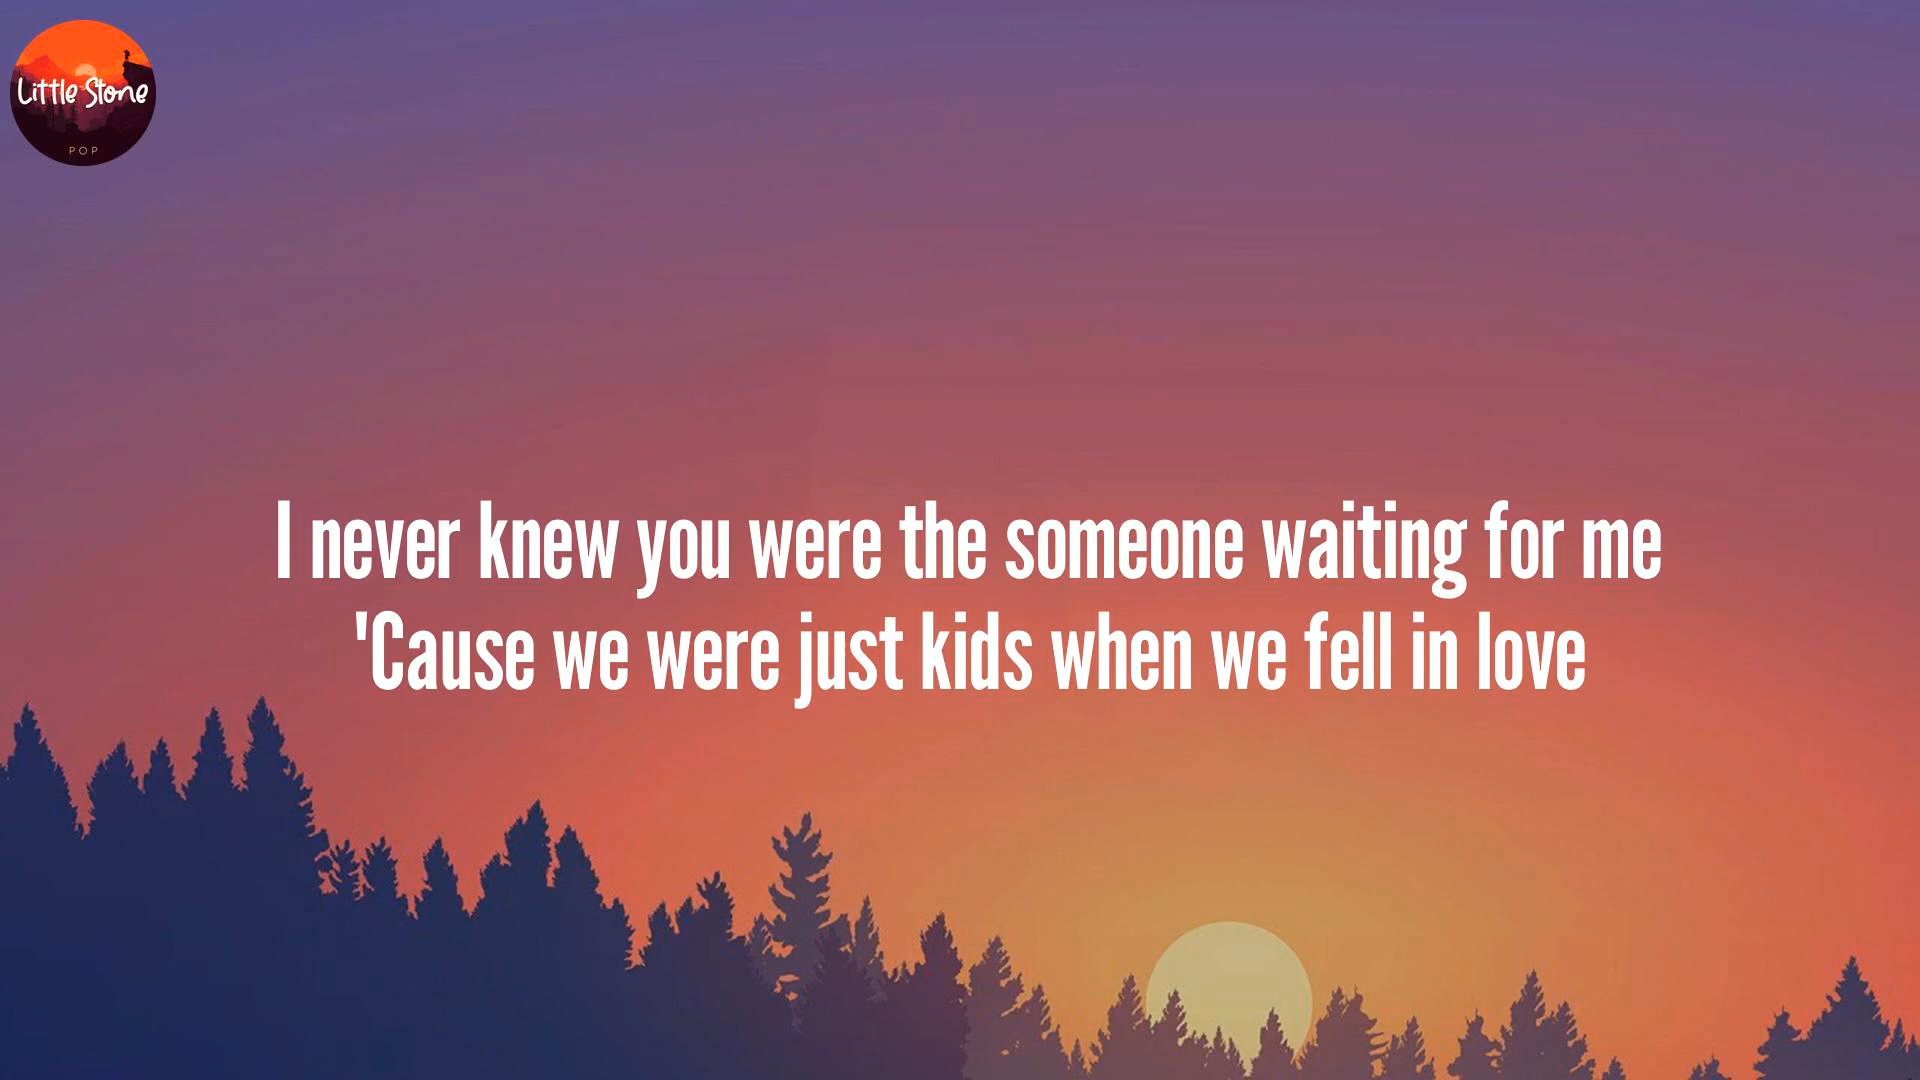 Little Stone
POP
I never knew you were the someone waiting for me
'Cause we were just kids when we fell in love